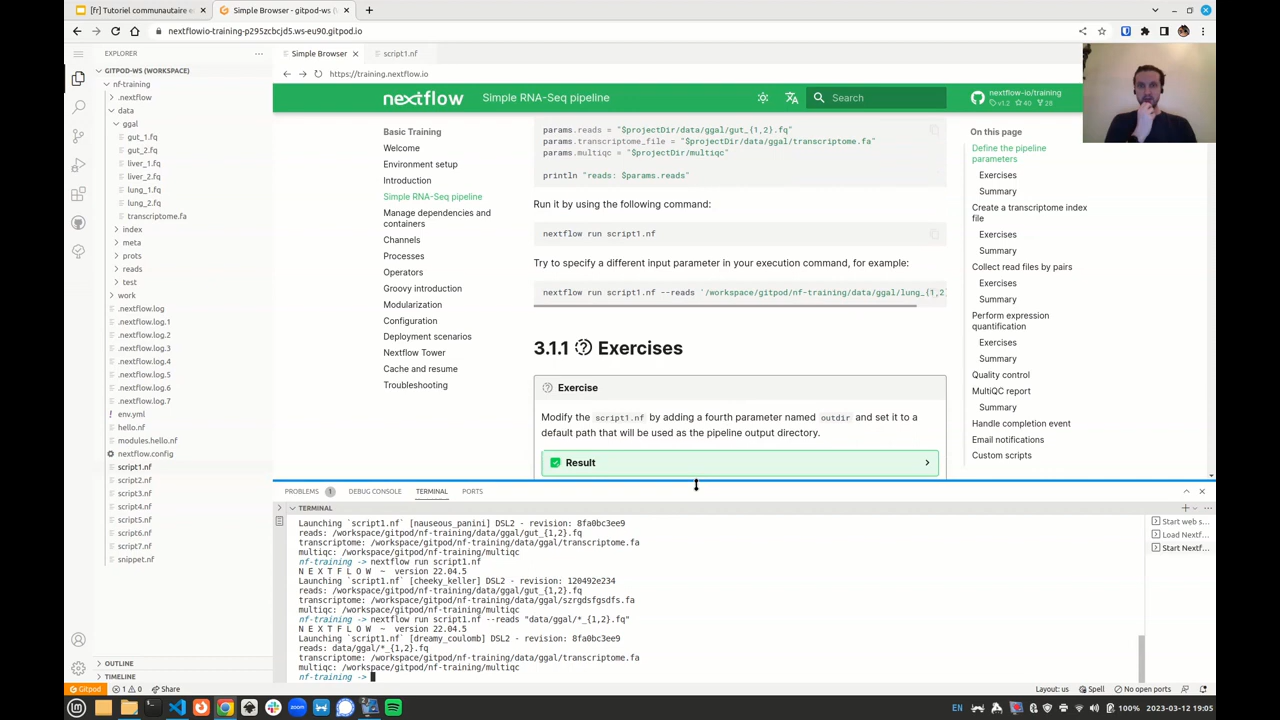 [fr] Tutoriel communautaire e
Simple Browser - gitpod-ws (
nextflowio-training-p295zcbcjd5.ws-eu90.gitpod.io
EXPLORER
GITPOD-WS (WORKSPACE)
nf-training
.nextflow
data
ggal
gut_1.fq
gut_2.fq
liver_1.fq
liver_2.fq
lung_1.fq
lung_2.fq
transcriptome.fa
index
meta
prots
reads
test
work
.nextflow.log
.nextflow.log.1
.nextflow.log.2
.nextflow.log.3
.nextflow.log.4
.nextflow.log.5
.nextflow.log.6
.nextflow.log.7
env.yml
hello.nf
modules.hello.nf
nextflow.config
script1.nf
script2.nf
script3.nf
script4.nf
script5.nf
script6.nf
script7.nf
snippet.nf
OUTLINE
TIMELINE
Simple Browser
script1.nf
https://training.nextflow.io
nextflow
Simple RNA-Seq pipeline
Search
nextflow-io/training
v1.2 40 28
Basic Training
Welcome
Environment setup
Introduction
Simple RNA-Seq pipeline
Manage dependencies and
containers
Channels
Processes
Operators
Groovy introduction
Modularization
Configuration
Deployment scenarios
Nextflow Tower
Cache and resume
Troubleshooting
params.reads = "$projectDir/data/ggal/gut_{1,2}.fq"
params.transcriptome_file = "$projectDir/data/ggal/transcriptome.fa"
params.multiqc = "$projectDir/multiqc"
println "reads: $params.reads"
Run it by using the following command:
nextflow run script1.nf
Try to specify a different input parameter in your execution command, for example:
nextflow run script1.nf --reads '/workspace/gitpod/nf-training/data/ggal/lung_{1,2
3.1.1 Exercises
Exercise
Modify the script1.nf by adding a fourth parameter named outdir and set it to a
default path that will be used as the pipeline output directory.
Result
On this page
Define the pipeline
parameters
Exercises
Summary
Create a transcriptome index
file
Exercises
Summary
Collect read files by pairs
Exercises
Summary
Perform expression
quantification
Exercises
Summary
Quality control
MultiQC report
Summary
Handle completion event
Email notifications
Custom scripts
PROBLEMS 1 DEBUG CONSOLE TERMINAL PORTS
TERMINAL
Launching `script1.nf` [nauseous_panini] DSL2 - revision: 8fa0bc3ee9
reads: /workspace/gitpod/nf-training/data/ggal/gut_{1,2}.fq
transcriptome: /workspace/gitpod/nf-training/data/ggal/transcriptome.fa
multiqc: /workspace/gitpod/nf-training/multiqc
nf-training -> nextflow run script1.nf
N E X T F L O W ~ version 22.04.5
Launching `script1.nf` [cheeky_keller] DSL2 - revision: 120492e234
reads: /workspace/gitpod/nf-training/data/ggal/gut_{1,2}.fq
transcriptome: /workspace/gitpod/nf-training/data/ggal/szrgdsfgsdfs.fa
multiqc: /workspace/gitpod/nf-training/multiqc
nf-training -> nextflow run script1.nf --reads "data/ggal/*_{1,2}.fq"
N E X T F L O W ~ version 22.04.5
Launching `script1.nf` [dreamy_coulomb] DSL2 - revision: 8fa0bc3ee9
reads: data/ggal/*_{1,2}.fq
transcriptome: /workspace/gitpod/nf-training/data/ggal/transcriptome.fa
multiqc: /workspace/gitpod/nf-training/multiqc
nf-training ->
Start web s...
Load Nextf...
Start Nextf...
Gitpod 1 0 Share
Layout: us Spell No open ports
zoom
EN 100% 2023-03-12 19:05